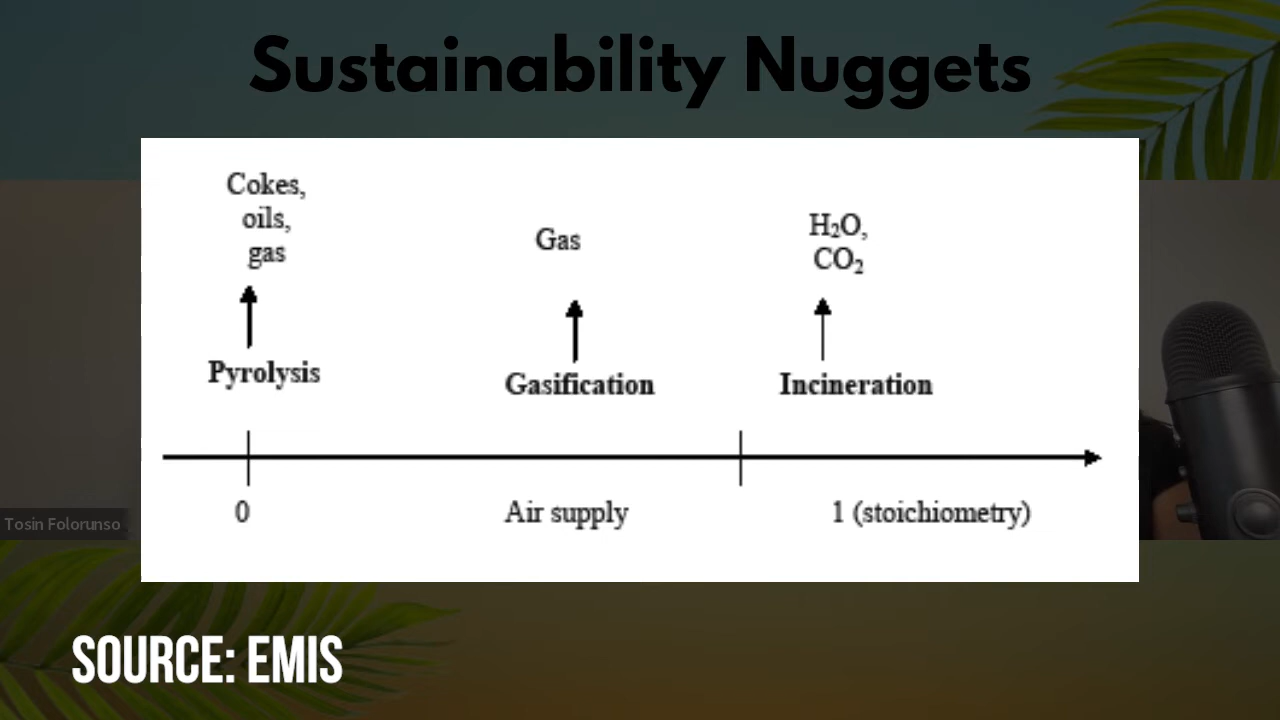 Sustainability Nuggets
Cokes,
oils,
gas
Gas
H₂O,
CO₂
Pyrolysis
Gasification
Incineration
0
Air supply
1 (stoichiometry)
Tosin Folorunso
SOURCE: EMIS